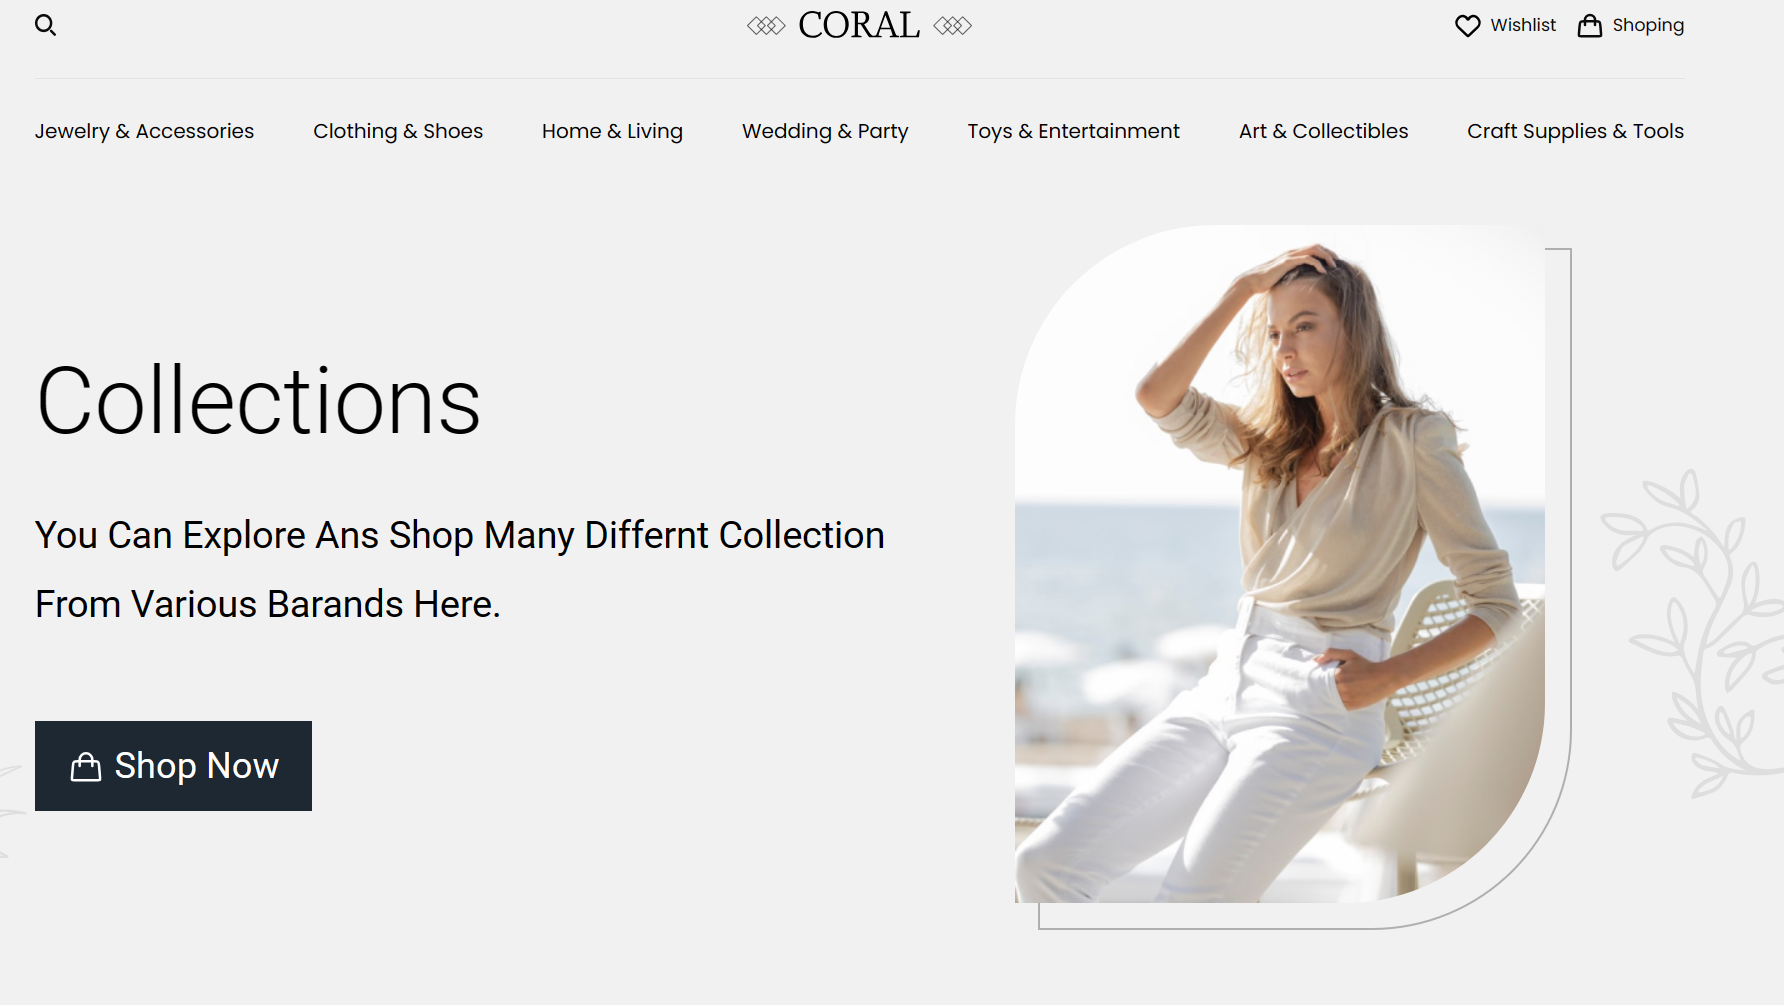 CORAL
Wishlist
Shoping
Jewelry & Accessories
Clothing & Shoes
Home & Living
Wedding & Party
Toys & Entertainment
Art & Collectibles
Craft Supplies & Tools
Collections
You Can Explore Ans Shop Many Differnt Collection
From Various Barands Here.
Shop Now